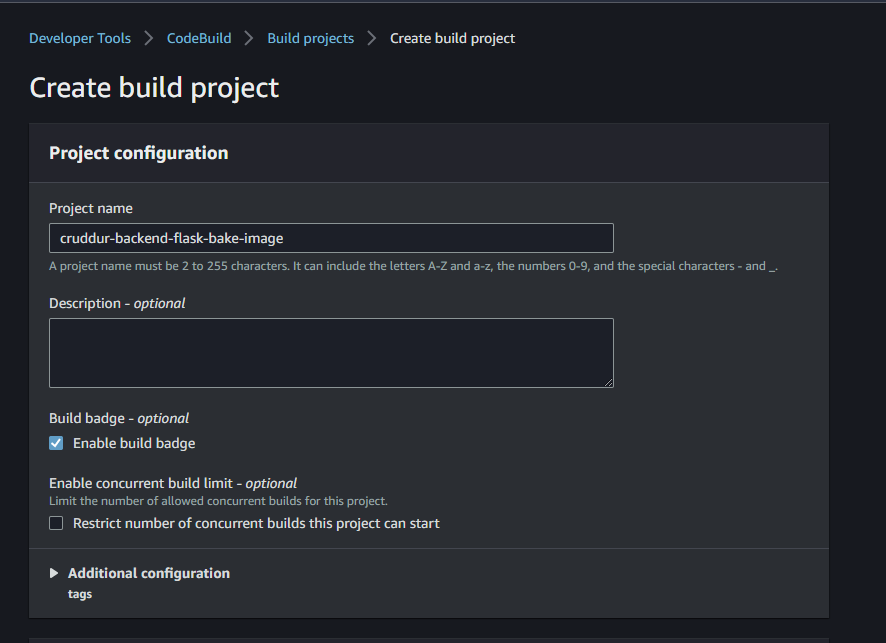 Developer Tools > CodeBuild > Build projects > Create build project
Create build project
Project configuration
Project name
cruddur-backend-flask-bake-image
A project name must be 2 to 255 characters. It can include the letters A-Z and a-z, the numbers 0-9, and the special characters - and _.
Description - optional
Build badge - optional
Enable build badge
Enable concurrent build limit - optional
Limit the number of allowed concurrent builds for this project.
Restrict number of concurrent builds this project can start
Additional configuration
tags